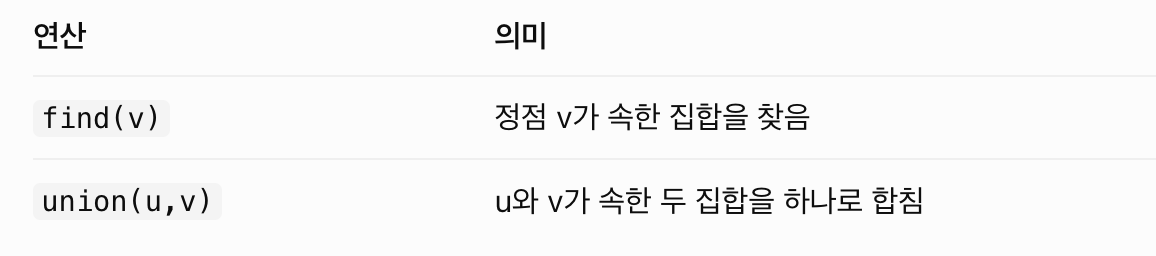 연산 의미
find(v) 정점 v가 속한 집합을 찾음
union(u,v) u와 v가 속한 두 집합을 하나로 합침